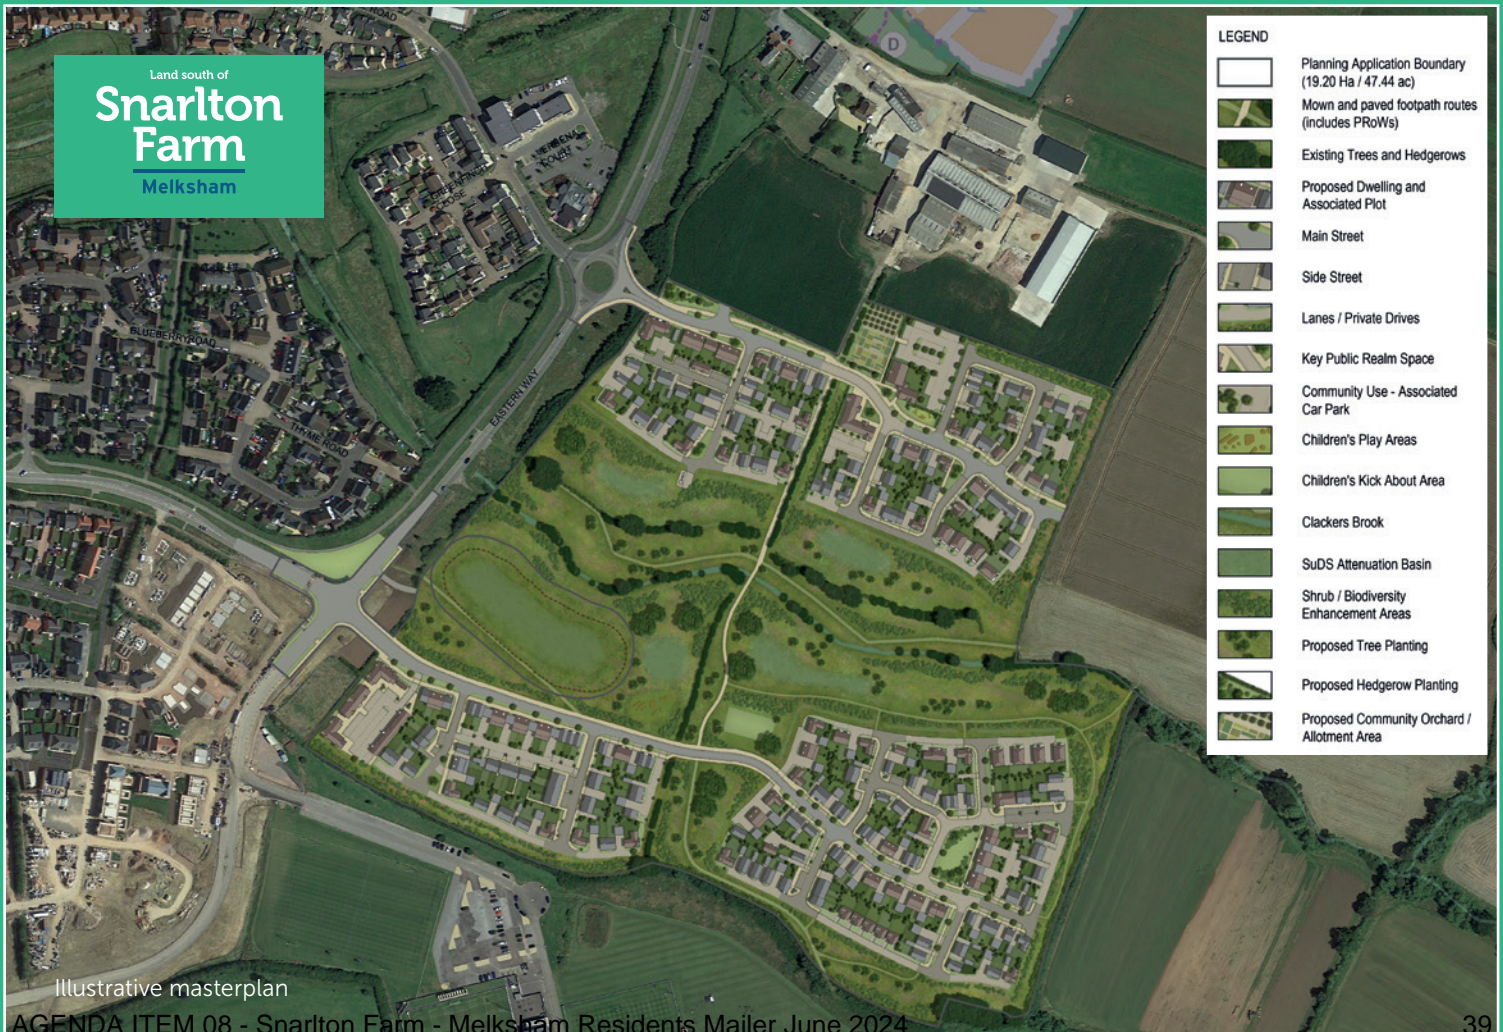 Land south of
Snarlton
Farm
Melksham
ROAD
D
VERBENA
COURT
CLOSE
BLUEBERRY ROAD
THYME ROAD
EASTERN WAY
LEGEND
Planning Application Boundary
(19.20 Ha / 47.44 ac)
Mown and paved footpath routes
(includes PRoWs)
Existing Trees and Hedgerows
Proposed Dwelling and
Associated Plot
Main Street
Side Street
Lanes / Private Drives
Key Public Realm Space
Community Use - Associated
Car Park
Children's Play Areas
Children's Kick About Area
Clackers Brook
SuDS Attenuation Basin
Shrub / Biodiversity
Enhancement Areas
Proposed Tree Planting
Proposed Hedgerow Planting
Proposed Community Orchard /
Allotment Area
Illustrative masterplan
AGENDA ITEM 08 - Snarlton Farm - Melksham Residents Mailer June 2024
39